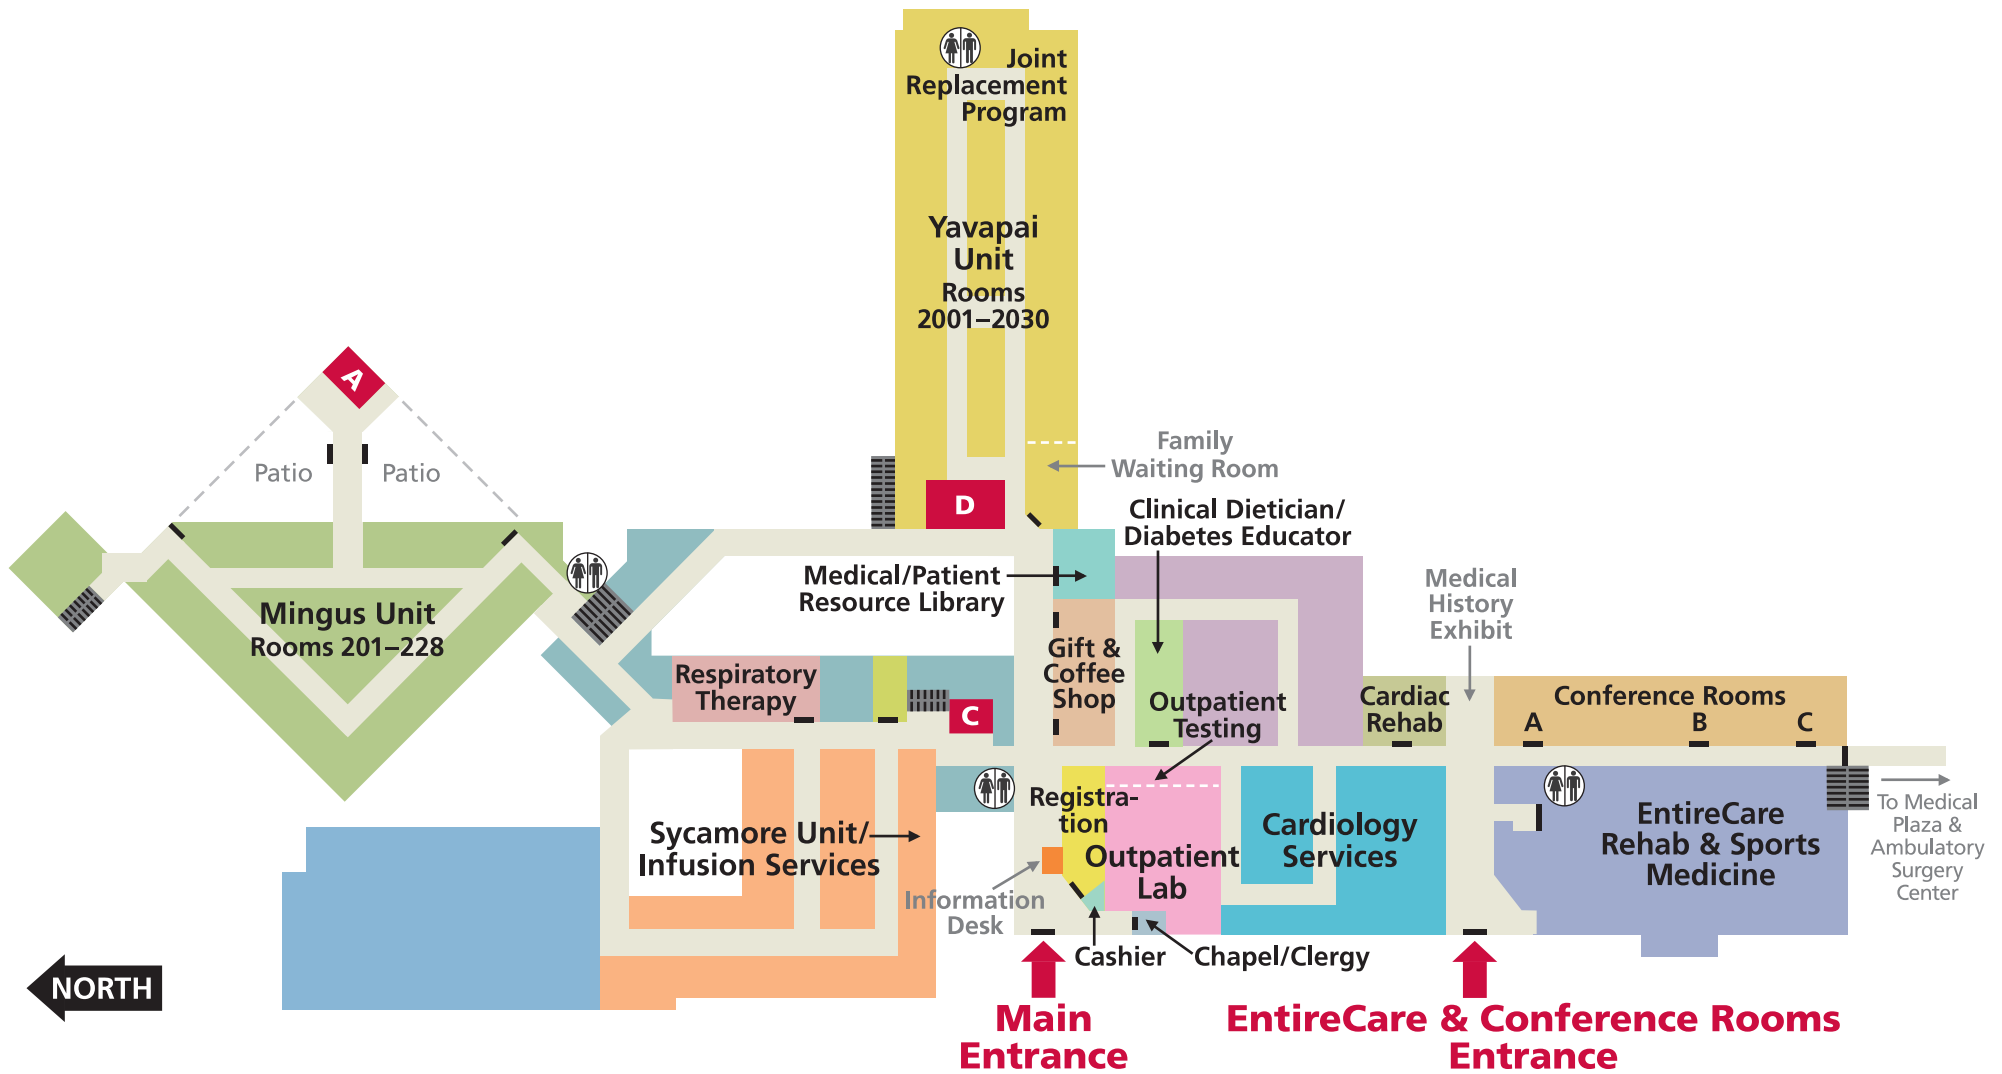 Joint
Replacement
Program
Yavapai
Unit
Rooms
2001–2030
A
Patio
Patio
Family
Waiting Room
D
Clinical Dietician/
Diabetes Educator
Medical/Patient
Resource Library
Medical
History
Exhibit
Mingus Unit
Rooms 201–228
Gift &
Coffee
Shop
Respiratory
Therapy
C
Outpatient
Testing
Cardiac
Rehab
Conference Rooms
A
B
C
Registra-
tion
Sycamore Unit/
Infusion Services
Cardiology
Services
EntireCare
Rehab & Sports
Medicine
To Medical
Plaza &
Ambulatory
Surgery
Center
Outpatient
Lab
Information
Desk
Cashier
Chapel/Clergy
NORTH
Main
Entrance
EntireCare & Conference Rooms
Entrance